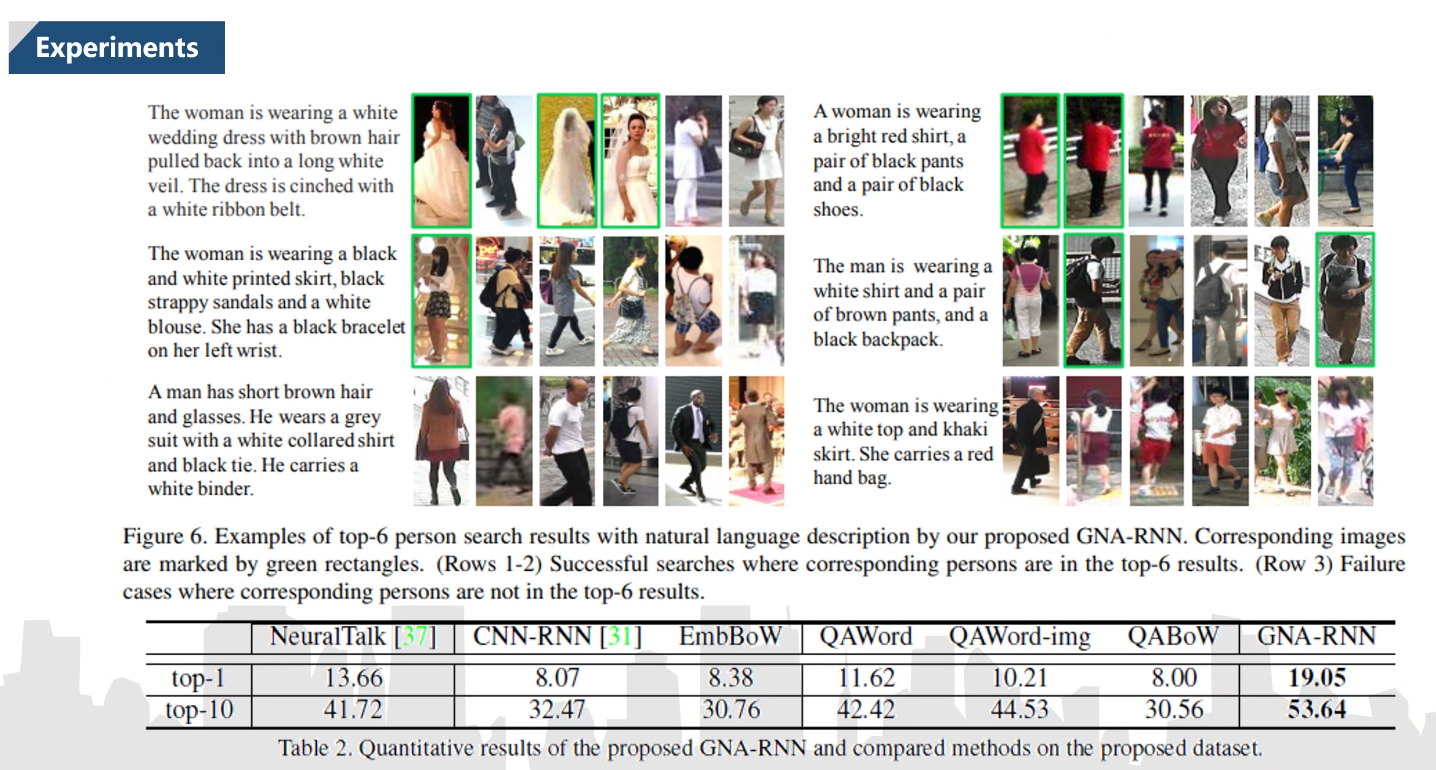 Experiments
The woman is wearing a white
wedding dress with brown hair
pulled back into a long white
veil. The dress is cinched with
a white ribbon belt.
A woman is wearing
a bright red shirt, a
pair of black pants
and a pair of black
shoes.
The woman is wearing a black
and white printed skirt, black
strappy sandals and a white
blouse. She has a black bracelet
on her left wrist.
The man is wearing a
white shirt and a pair
of brown pants, and a
black backpack.
A man has short brown hair
and glasses. He wears a grey
suit with a white collared shirt
and black tie. He carries a
white binder.
The woman is wearing
a white top and khaki
skirt. She carries a red
hand bag.
Figure 6. Examples of top-6 person search results with natural language description by our proposed GNA-RNN. Corresponding images
are marked by green rectangles. (Rows 1-2) Successful searches where corresponding persons are in the top-6 results. (Row 3) Failure
cases where corresponding persons are not in the top-6 results.
NeuralTalk [37] CNN-RNN [31] EmbBoW QAWord QAWord-img QABoW GNA-RNN
top-1 13.66 8.07 8.38 11.62 10.21 8.00 19.05
top-10 41.72 32.47 30.76 42.42 44.53 30.56 53.64
Table 2. Quantitative results of the proposed GNA-RNN and compared methods on the proposed dataset.